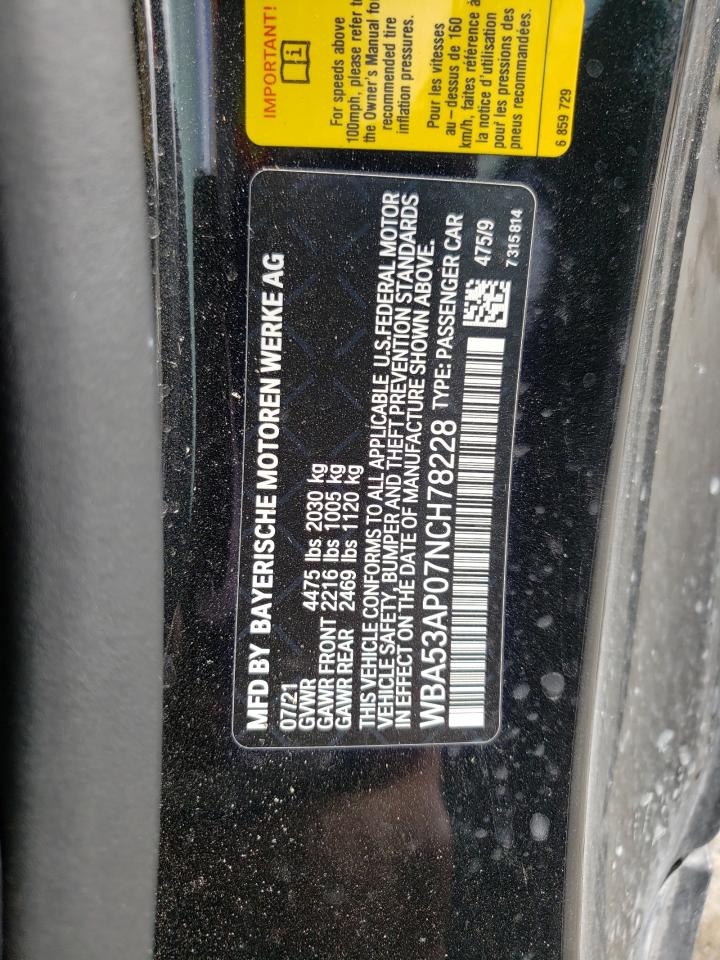 IMPORTANT!
For speeds above
100mph, please refer to
the Owner's Manual for
recommended tire
inflation pressures.
Pour les vitesses
au - dessus de 160
km/h, faites référence à
la notice d'utilisation
pour les pressions des
pneus recommandées.
6 859 729
MFD BY BAYERISCHE MOTOREN WERKE AG
07/21
GVWR 4475 lbs 2030 kg
GAWR FRONT 2216 lbs 1005 kg
GAWR REAR 2469 lbs 1120 kg
THIS VEHICLE CONFORMS TO ALL APPLICABLE U.S.FEDERAL MOTOR
VEHICLE SAFETY, BUMPER AND THEFT PREVENTION STANDARDS
IN EFFECT ON THE DATE OF MANUFACTURE SHOWN ABOVE.
WBA53AP07NCH78228 TYPE: PASSENGER CAR
475/9
7 315 814